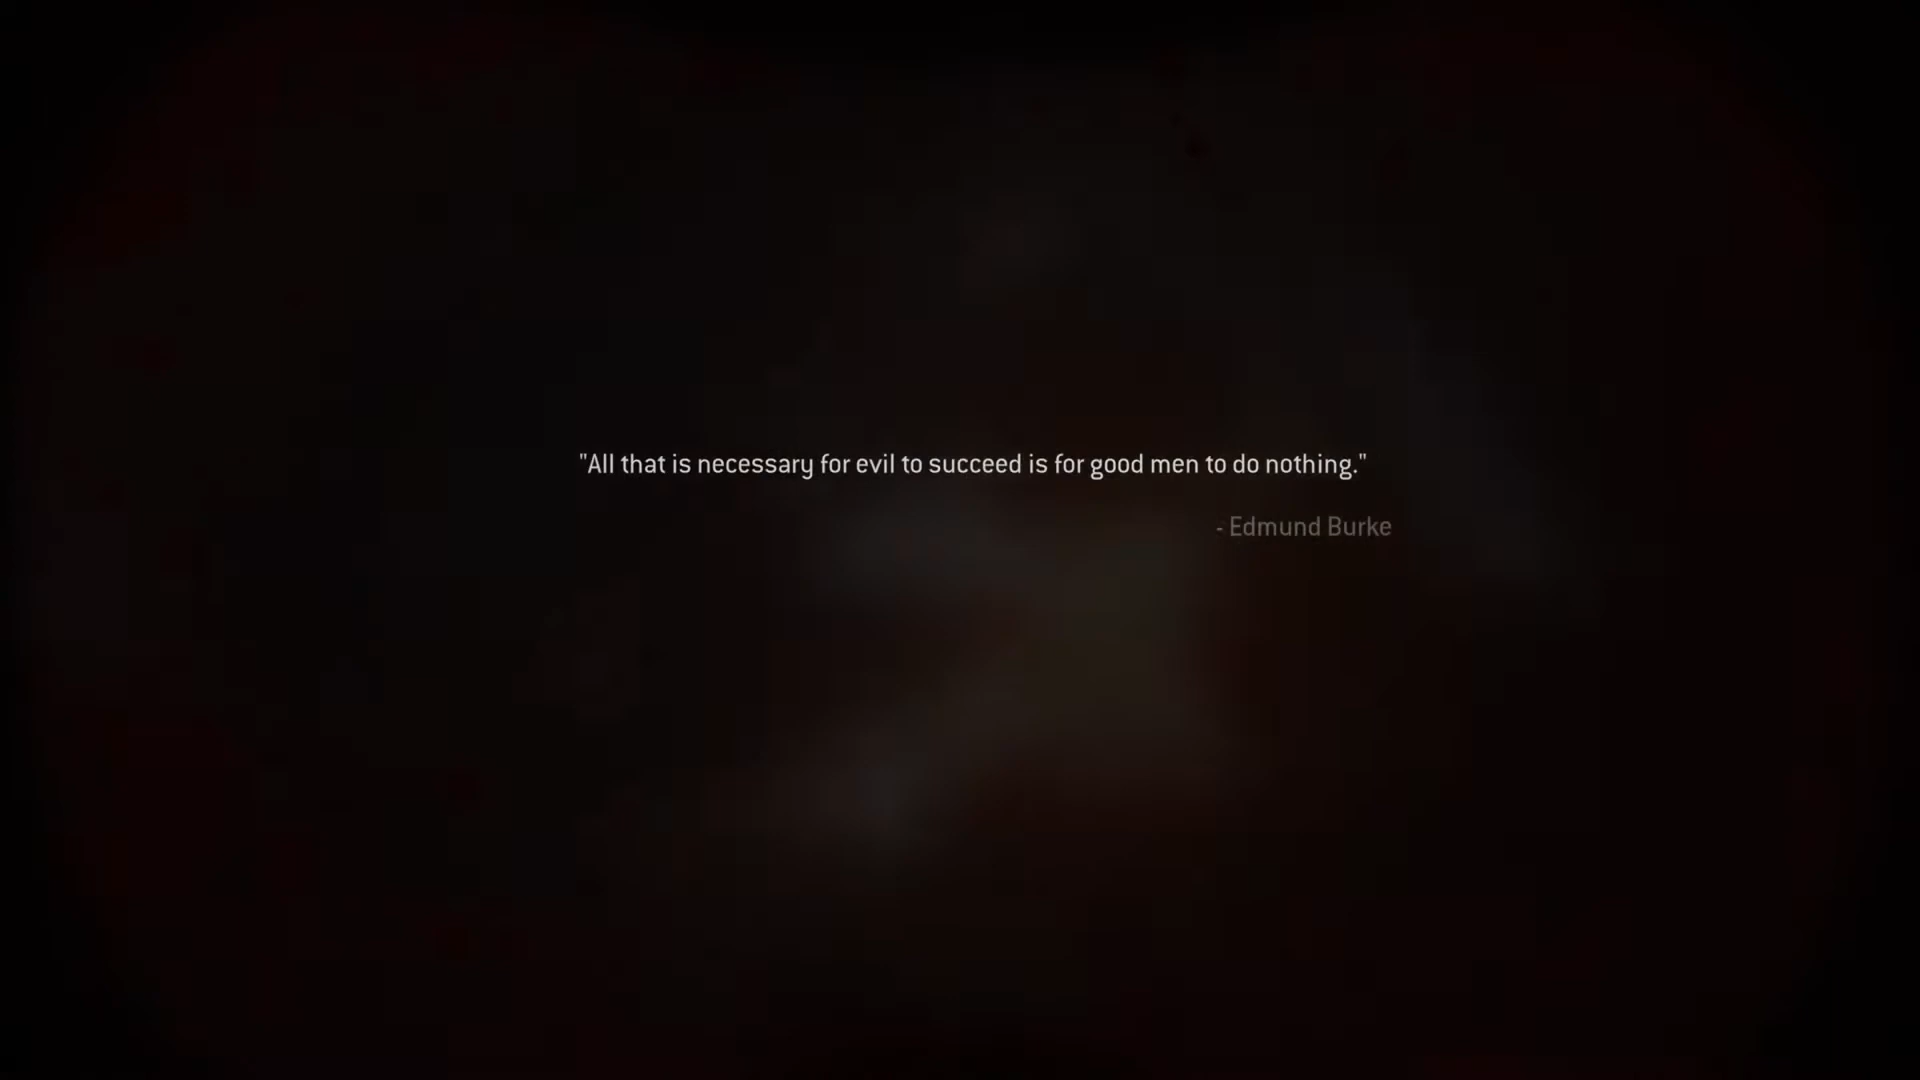 "All that is necessary for evil to succeed is for good men to do nothing."
- Edmund Burke